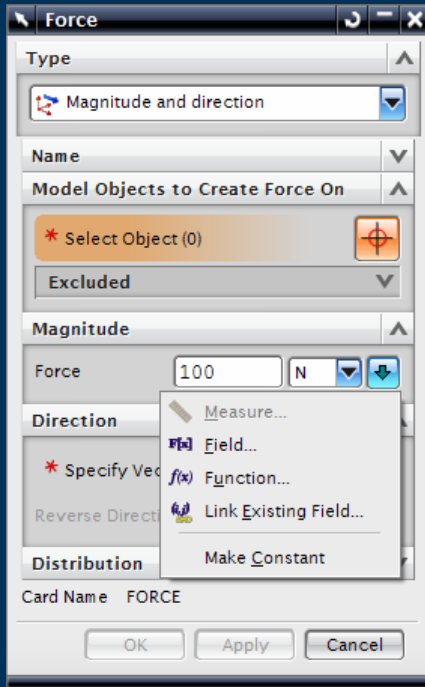 Force
Type
Magnitude and direction
Name
Model Objects to Create Force On
* Select Object (0)
Excluded
Magnitude
Force 100 N
Measure...
Direction
F[x] Field...
* Specify Vec
f(x) Function...
Reverse Directi
Link Existing Field...
Distribution
Make Constant
Card Name FORCE
OK Apply Cancel